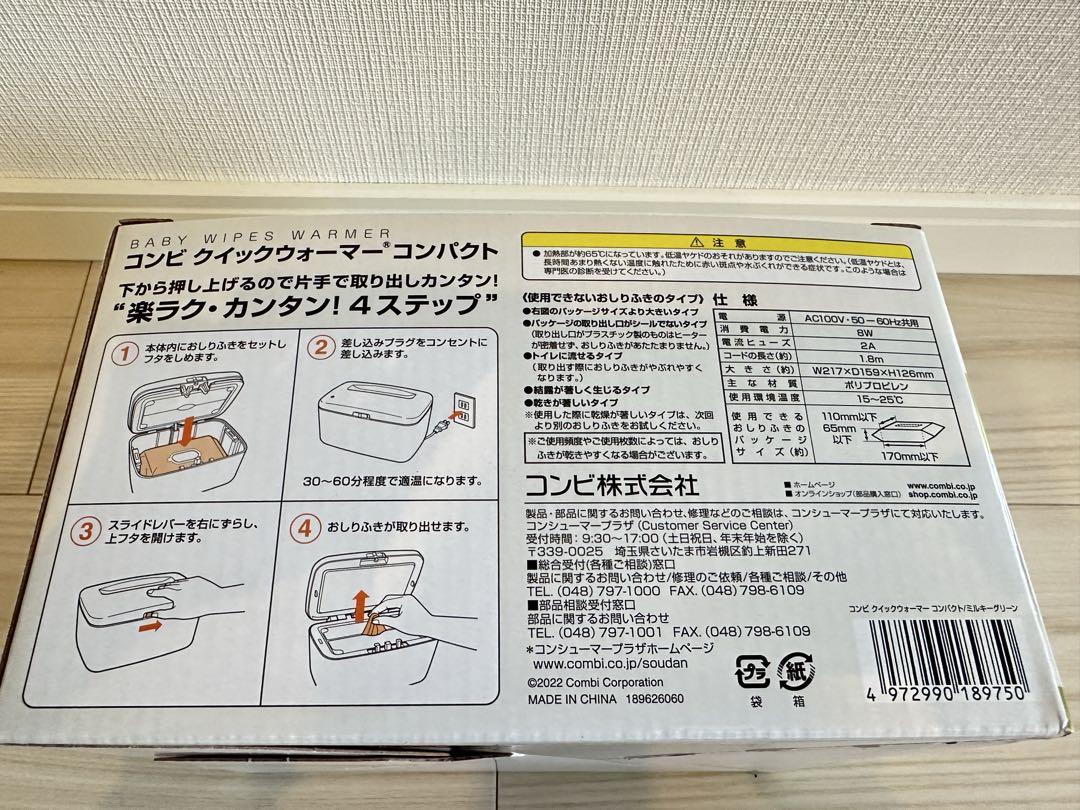 BABY WIPES WARMER
コンビ クイックウォーマー®コンパクト
下から押し上げるので片手で取り出しカンタン!
“楽ラク・カンタン! 4ステップ”
1 本体内におしりふきをセットし
フタをしめます。
2 差し込みプラグをコンセントに
差し込みます。
30〜60分程度で適温になります。
3 スライドレバーを右にずらし、
上フタを開けます。
4 おしりふきが取り出せます。
⚠ 注意
● 加熱部が約65℃になっています。低温ヤケドのおそれがありますのでご注意ください。(低温ヤケドとは、
長時間あまり熱くない温度に触れたために赤い斑点や水ぶくれができる症状です。このような場合は
専門医の診断を受けてください。)
《使用できないおしりふきのタイプ》
●右図のパッケージサイズより大きいタイプ
●パッケージの取り出し口がシールでないタイプ
(取り出し口がプラスチック製のものはヒーター
が密着せず、おしりふきがあたたまりません。)
●トイレに流せるタイプ
(取り出す際におしりふきがやぶれやすく
なります。)
●結露が著しく生じるタイプ
●乾きが著しいタイプ
※使用した際に乾燥が著しいタイプは、次回
より別のおしりふきをお試しください。
※ご使用頻度やご使用枚数によっては、おしり
ふきが乾きやすくなる場合がございます。
仕様
電源 AC100V・50−60Hz共用
消費電力 8W
電流ヒューズ 2A
コードの長さ(約) 1.8m
大きさ(約) W217×D159×H126mm
主な材質 ポリプロピレン
使用環境温度 15〜25℃
使用できる
おしりふきの
パッケージ
サイズ(約)
110mm以下
65mm
以下
170mm以下
コンビ株式会社
■ホームページ www.combi.co.jp
■オンラインショップ(部品購入窓口) shop.combi.co.jp
製品・部品に関するお問い合わせ、修理などのご相談は、コンシューマープラザにて対応いたします。
コンシューマープラザ (Customer Service Center)
受付時間:9:30〜17:00 (土日祝日、年末年始を除く)
〒339-0025 埼玉県さいたま市岩槻区釣上新田271
■総合受付(各種ご相談)窓口
製品に関するお問い合わせ/修理のご依頼/各種ご相談/その他
TEL. (048) 797-1000 FAX. (048) 798-6109
■部品相談受付窓口
部品に関するお問い合わせ
TEL. (048) 797-1001 FAX. (048) 798-6109
*コンシューマープラザホームページ
www.combi.co.jp/soudan
©2022 Combi Corporation
MADE IN CHINA 189626060
プラ
袋
紙
箱
コンビ クイックウォーマー コンパクト/ミルキーグリーン
4 972990 189750